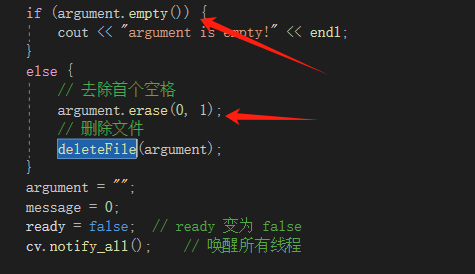 if (argument.empty()) {
cout << "argument is empty!" << endl;
}
else {
// 去除首个空格
argument.erase(0, 1);
// 删除文件
deleteFile(argument);
}
argument = "";
message = 0;
ready = false;  // ready 变为 false
cv.notify_all();    // 唤醒所有线程